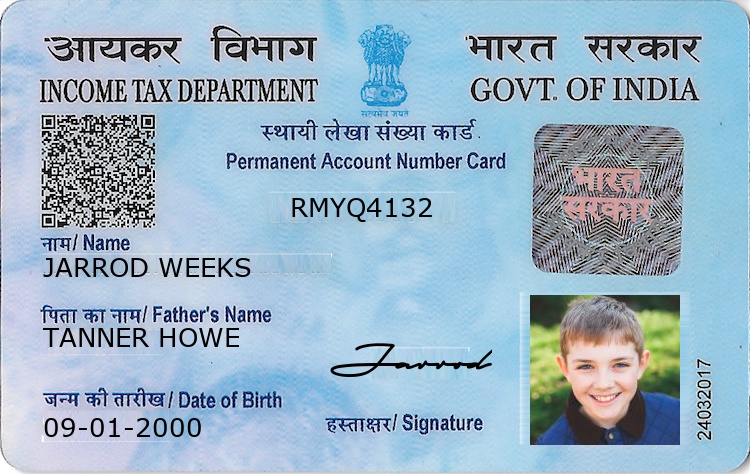 आयकर विभाग
INCOME TAX DEPARTMENT
सत्यमेव जयते
भारत सरकार
GOVT. OF INDIA
स्थायी लेखा संख्या कार्ड
Permanent Account Number Card
RMYQ4132
भारत
सरकार
नाम/ Name
JARROD WEEKS
पिता का नाम/ Father's Name
TANNER HOWE
जन्म की तारीख / Date of Birth
09-01-2000
Jarrod
हस्ताक्षर/ Signature
24032017